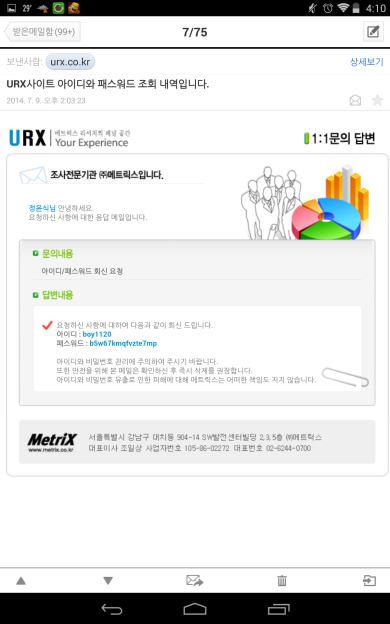 29°
4:10
받은메일함 (99+)
7/75
보낸사람: urx.co.kr
상세보기
URX사이트 아이디와 패스워드 조회 내역입니다.
2014. 7. 9. 오후 2:03:23
URX 메트릭스 리서치의 패널 공간
Your Experience
1:1문의 답변
조사전문기관 ㈜메트릭스입니다.
정윤식님 안녕하세요.
요청하신 사항에 대한 응답 메일입니다.
문의내용
아이디/패스워드 회신 요청
답변내용
요청하신 사항에 대하여 다음과 같이 회신 드립니다.
아이디 : boy1120
패스워드 : b5w67kmqfvzte7mp
아이디와 비밀번호 관리에 주의하여 주시기 바랍니다.
또한 안전을 위해 본 메일은 확인하신 후 즉시 삭제를 권장합니다.
아이디와 비밀번호 유출로 인한 피해에 대해 메트릭스는 어떠한 책임도 지지 않습니다.
MetriX
www.metrix.co.kr
서울특별시 강남구 대치동 904-14 SW발전센터빌딩 2,3,5층 ㈜메트릭스
대표이사 조일상 사업자번호 105-86-02272 대표번호 02-6244-0700